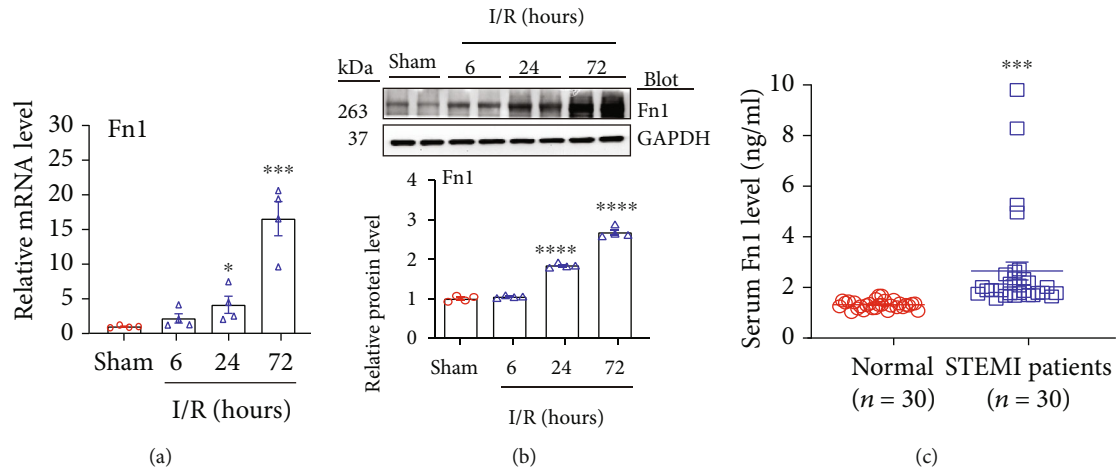 Relative mRNA level
30
25
20
15
10
5
0
Fn1
*
***
Sham 6 24 72
I/R (hours)
(a)
I/R (hours)
kDa Sham 6 24 72 Blot
263 Fn1
37 GAPDH
Relative protein level
4
3
2
1
0
Fn1
****
****
Sham 6 24 72
I/R (hours)
(b)
Serum Fn1 level (ng/ml)
10
8
6
4
2
0
***
Normal STEMI patients
(n = 30) (n = 30)
(c)